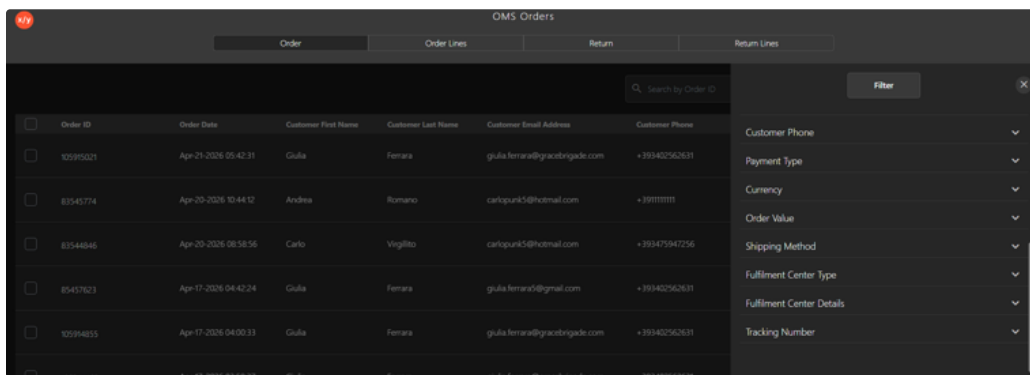 x/y
OMS Orders
Order Order Lines Return Return Lines
Search by Order ID
Filter
Order ID Order Date Customer First Name Customer Last Name Customer Email Address Customer Phone
105915021 Apr-21-2026 05:42:31 Giulia Ferrara giulia.ferrara@gracebrigade.com +393402562631
83545774 Apr-20-2026 10:44:12 Andrea Romano carlopunk5@hotmail.com +3911111111
83544846 Apr-20-2026 08:58:56 Carlo Virgillito carlopunk5@hotmail.com +393475947256
85457623 Apr-17-2026 04:42:24 Giulia Ferrara giulia.ferrara5@gmail.com +393402562631
105914855 Apr-17-2026 04:00:33 Giulia Ferrara giulia.ferrara@gracebrigade.com +393402562631
Customer Phone
Payment Type
Currency
Order Value
Shipping Method
Fulfilment Center Type
Fulfilment Center Details
Tracking Number